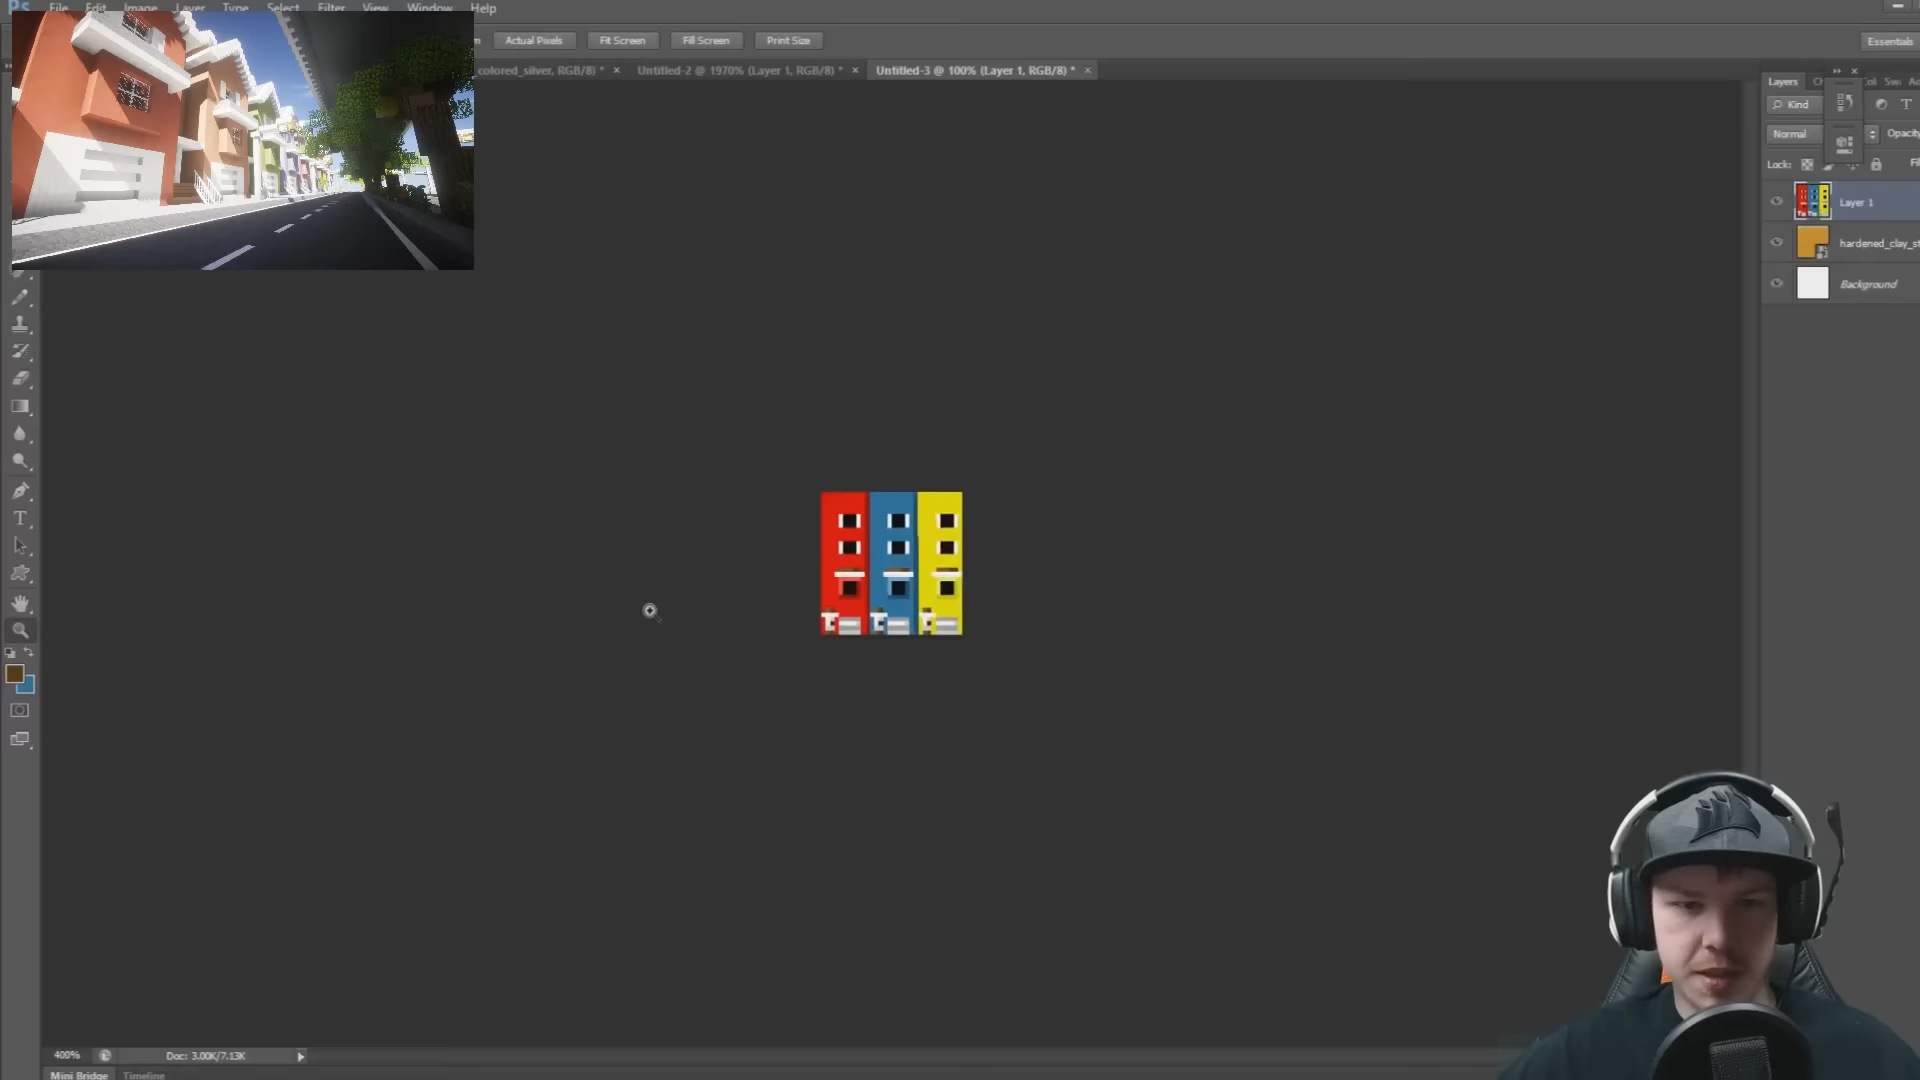 Ps File Edit Image Layer Type Select Filter View Window Help
Actual Pixels Fit Screen Fill Screen Print Size
Essentials
colored_silver, RGB/8) * × Untitled-2 @ 1970% (Layer 1, RGB/8) * × Untitled-3 @ 100% (Layer 1, RGB/8) * ×
Layers
Kind
Normal Opacity
Lock:
Layer 1
hardened_clay_st
Background
400% Doc: 3.00K/7.13K
Mini Bridge Timeline